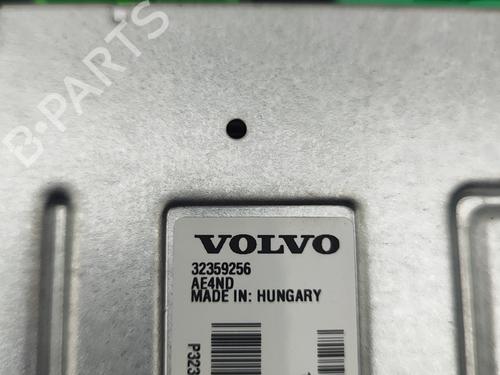 B-PARTS
VOLVO
32359256
AE4ND
MADE IN: HUNGARY
P323